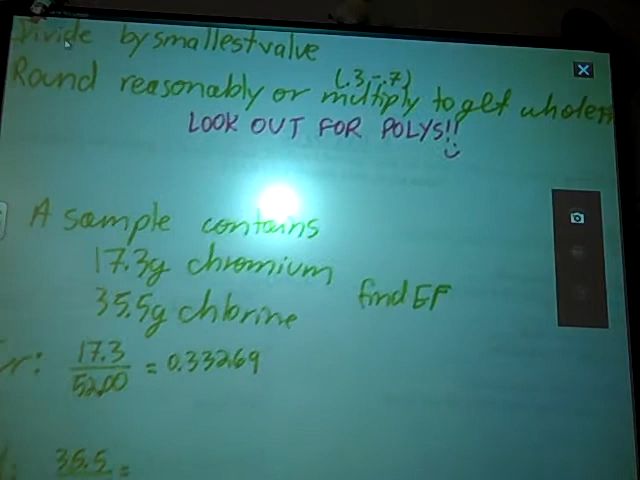 Divide by smallest value
Round reasonably or multiply to get whole #
(.3-.7)
LOOK OUT FOR POLYS!!
A sample contains
17.3g chromium
35.5g chlorine find EF
Cr: 17.3
52.00 = 0.33269
35.5 =